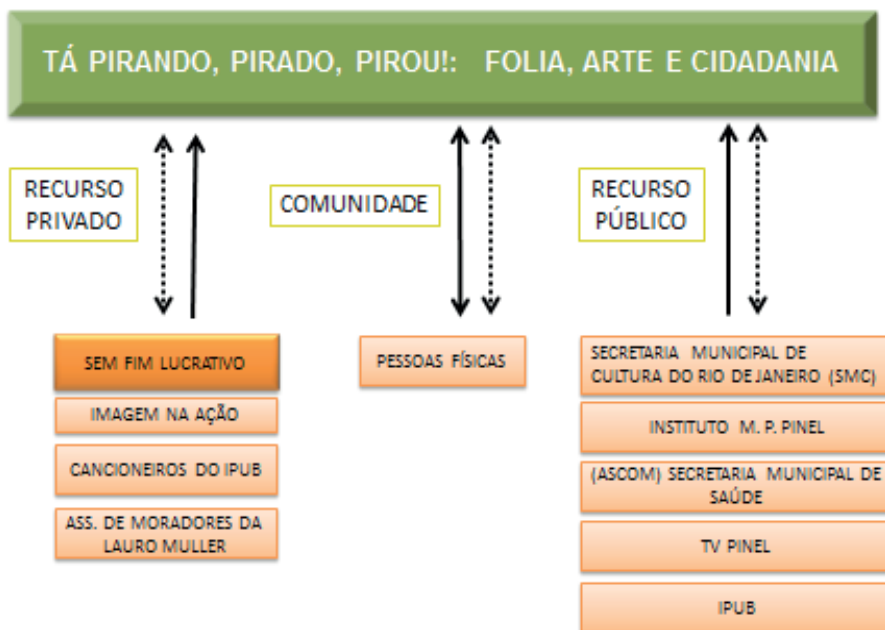 TÁ PIRANDO, PIRADO, PIROU!: FOLIA, ARTE E CIDADANIA
RECURSO
PRIVADO
COMUNIDADE
RECURSO
PÚBLICO
SEM FIM LUCRATIVO
IMAGEM NA AÇÃO
CANCIONEIROS DO IPUB
ASS. DE MORADORES DA
LAURO MULLER
PESSOAS FÍSICAS
SECRETARIA MUNICIPAL DE
CULTURA DO RIO DE JANEIRO (SMC)
INSTITUTO M. P. PINEL
(ASCOM) SECRETARIA MUNICIPAL DE
SAÚDE
TV PINEL
IPUB